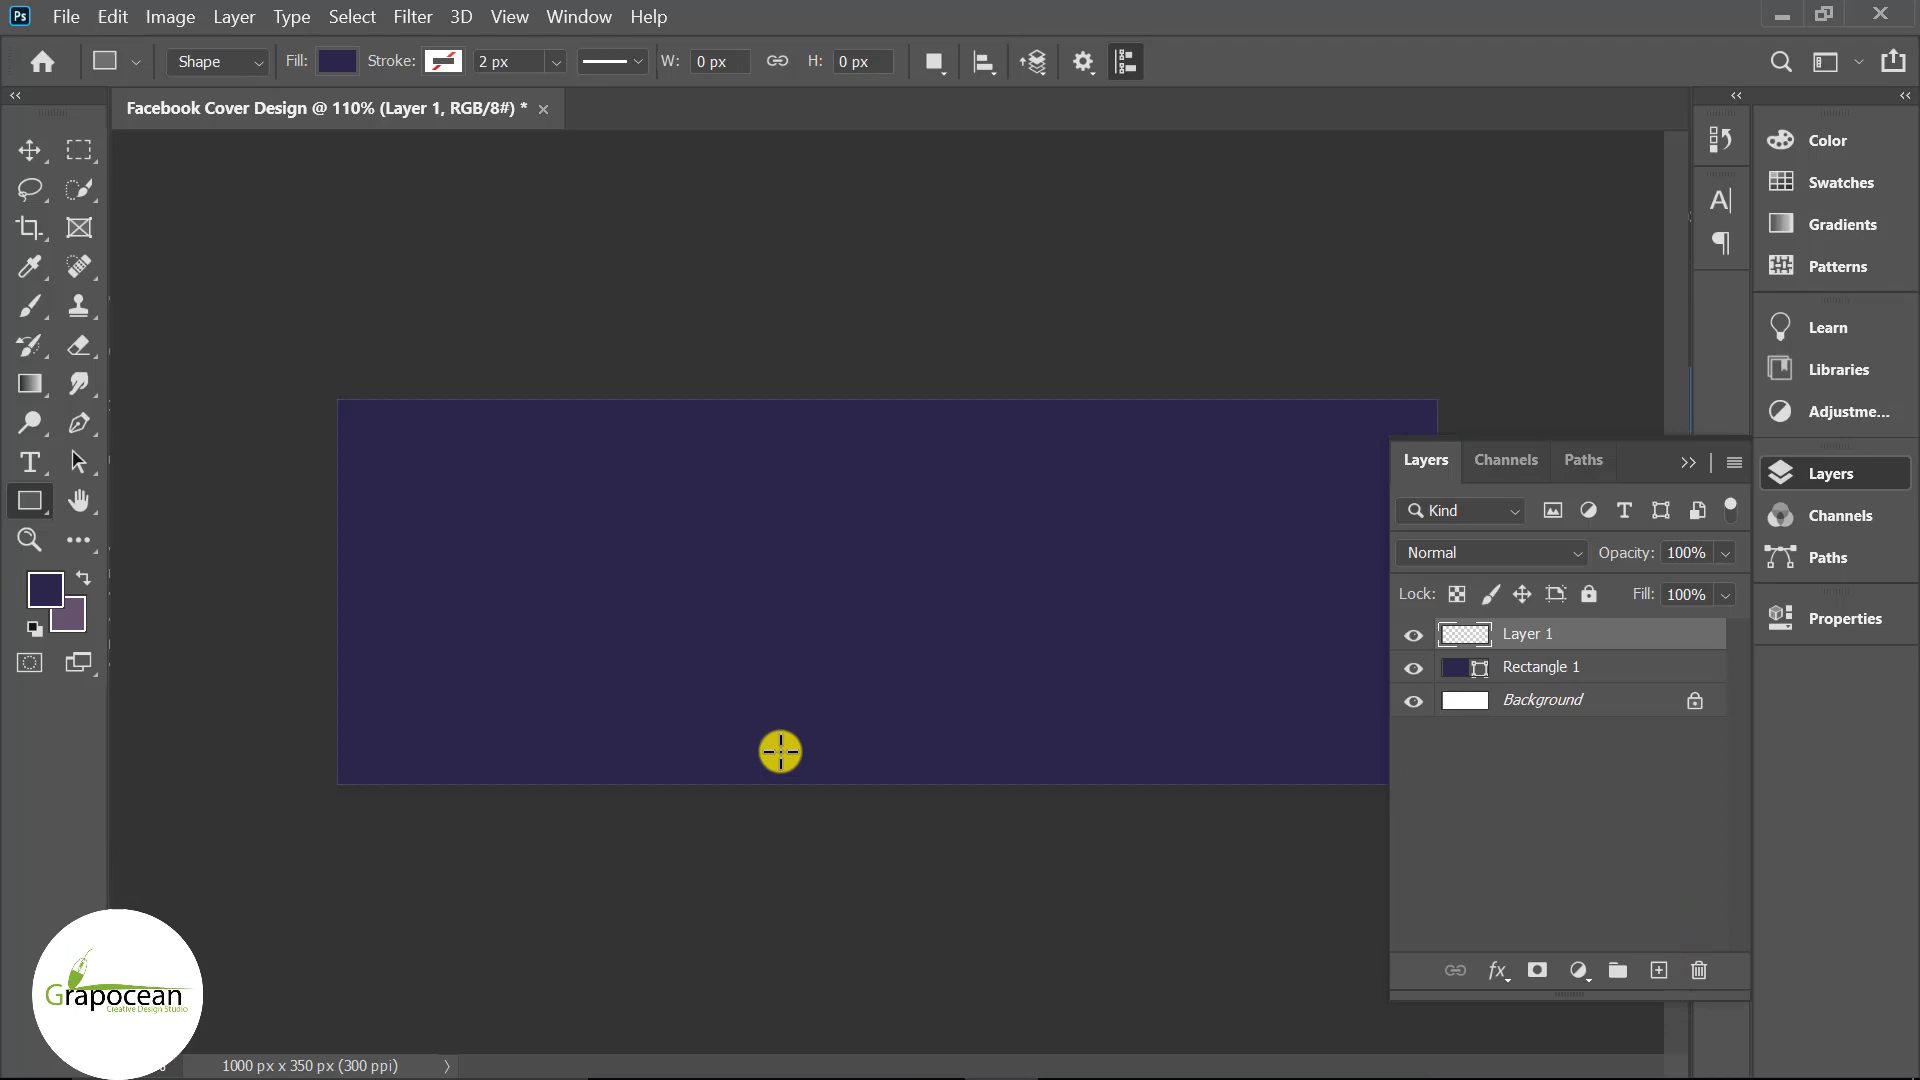 Ps File Edit Image Layer Type Select Filter 3D View Window Help
Shape Fill: Stroke: 2 px W: 0 px H: 0 px
Facebook Cover Design @ 110% (Layer 1, RGB/8#) * ×
Color
Swatches
Gradients
Patterns
Learn
Libraries
Adjustme...
Layers
Channels
Paths
Properties
Layers Channels Paths
Kind
Normal Opacity: 100%
Lock: Fill: 100%
Layer 1
Rectangle 1
Background
fx
Grapocean
Creative Design Studio
1000 px x 350 px (300 ppi)